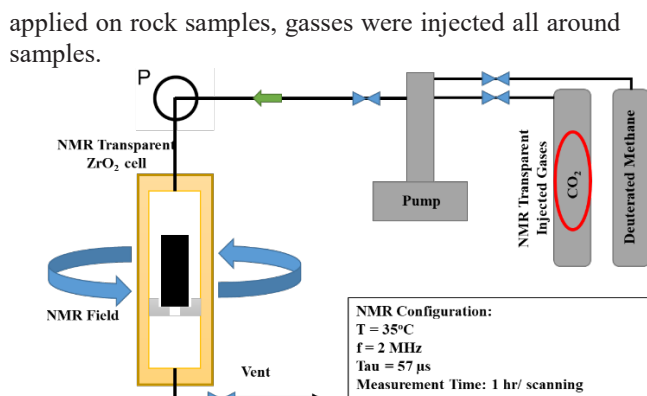 applied on rock samples, gasses were injected all around
samples.
P
NMR Transparent
ZrO₂ cell
Pump
NMR Transparent
Injected Gases
CO₂
Deuterated Methane
NMR Field
Vent
NMR Configuration:
T = 35°C
f = 2 MHz
Tau = 57 µs
Measurement Time: 1 hr/ scanning